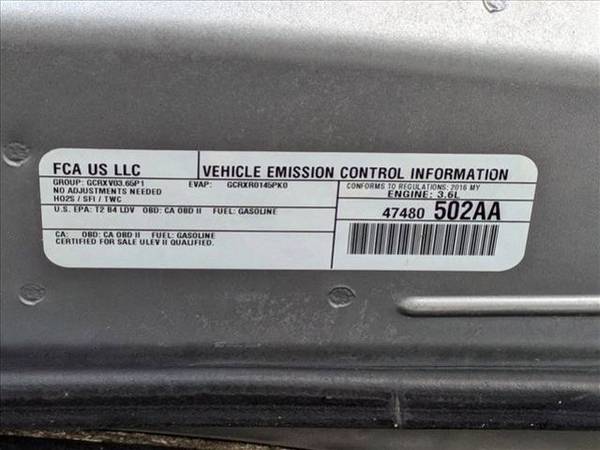 FCA US LLC
VEHICLE EMISSION CONTROL INFORMATION
GROUP: GCRXV03.65P1 EVAP: GCRXR0145PK0
NO ADJUSTMENTS NEEDED
HO2S / SFI / TWC
CONFORMS TO REGULATIONS: 2016 MY
ENGINE: 3.6L
U.S. EPA: T2 B4 LDV OBD: CA OBD II FUEL: GASOLINE
47480 502AA
CA: OBD: CA OBD II FUEL: GASOLINE
CERTIFIED FOR SALE ULEV II QUALIFIED.